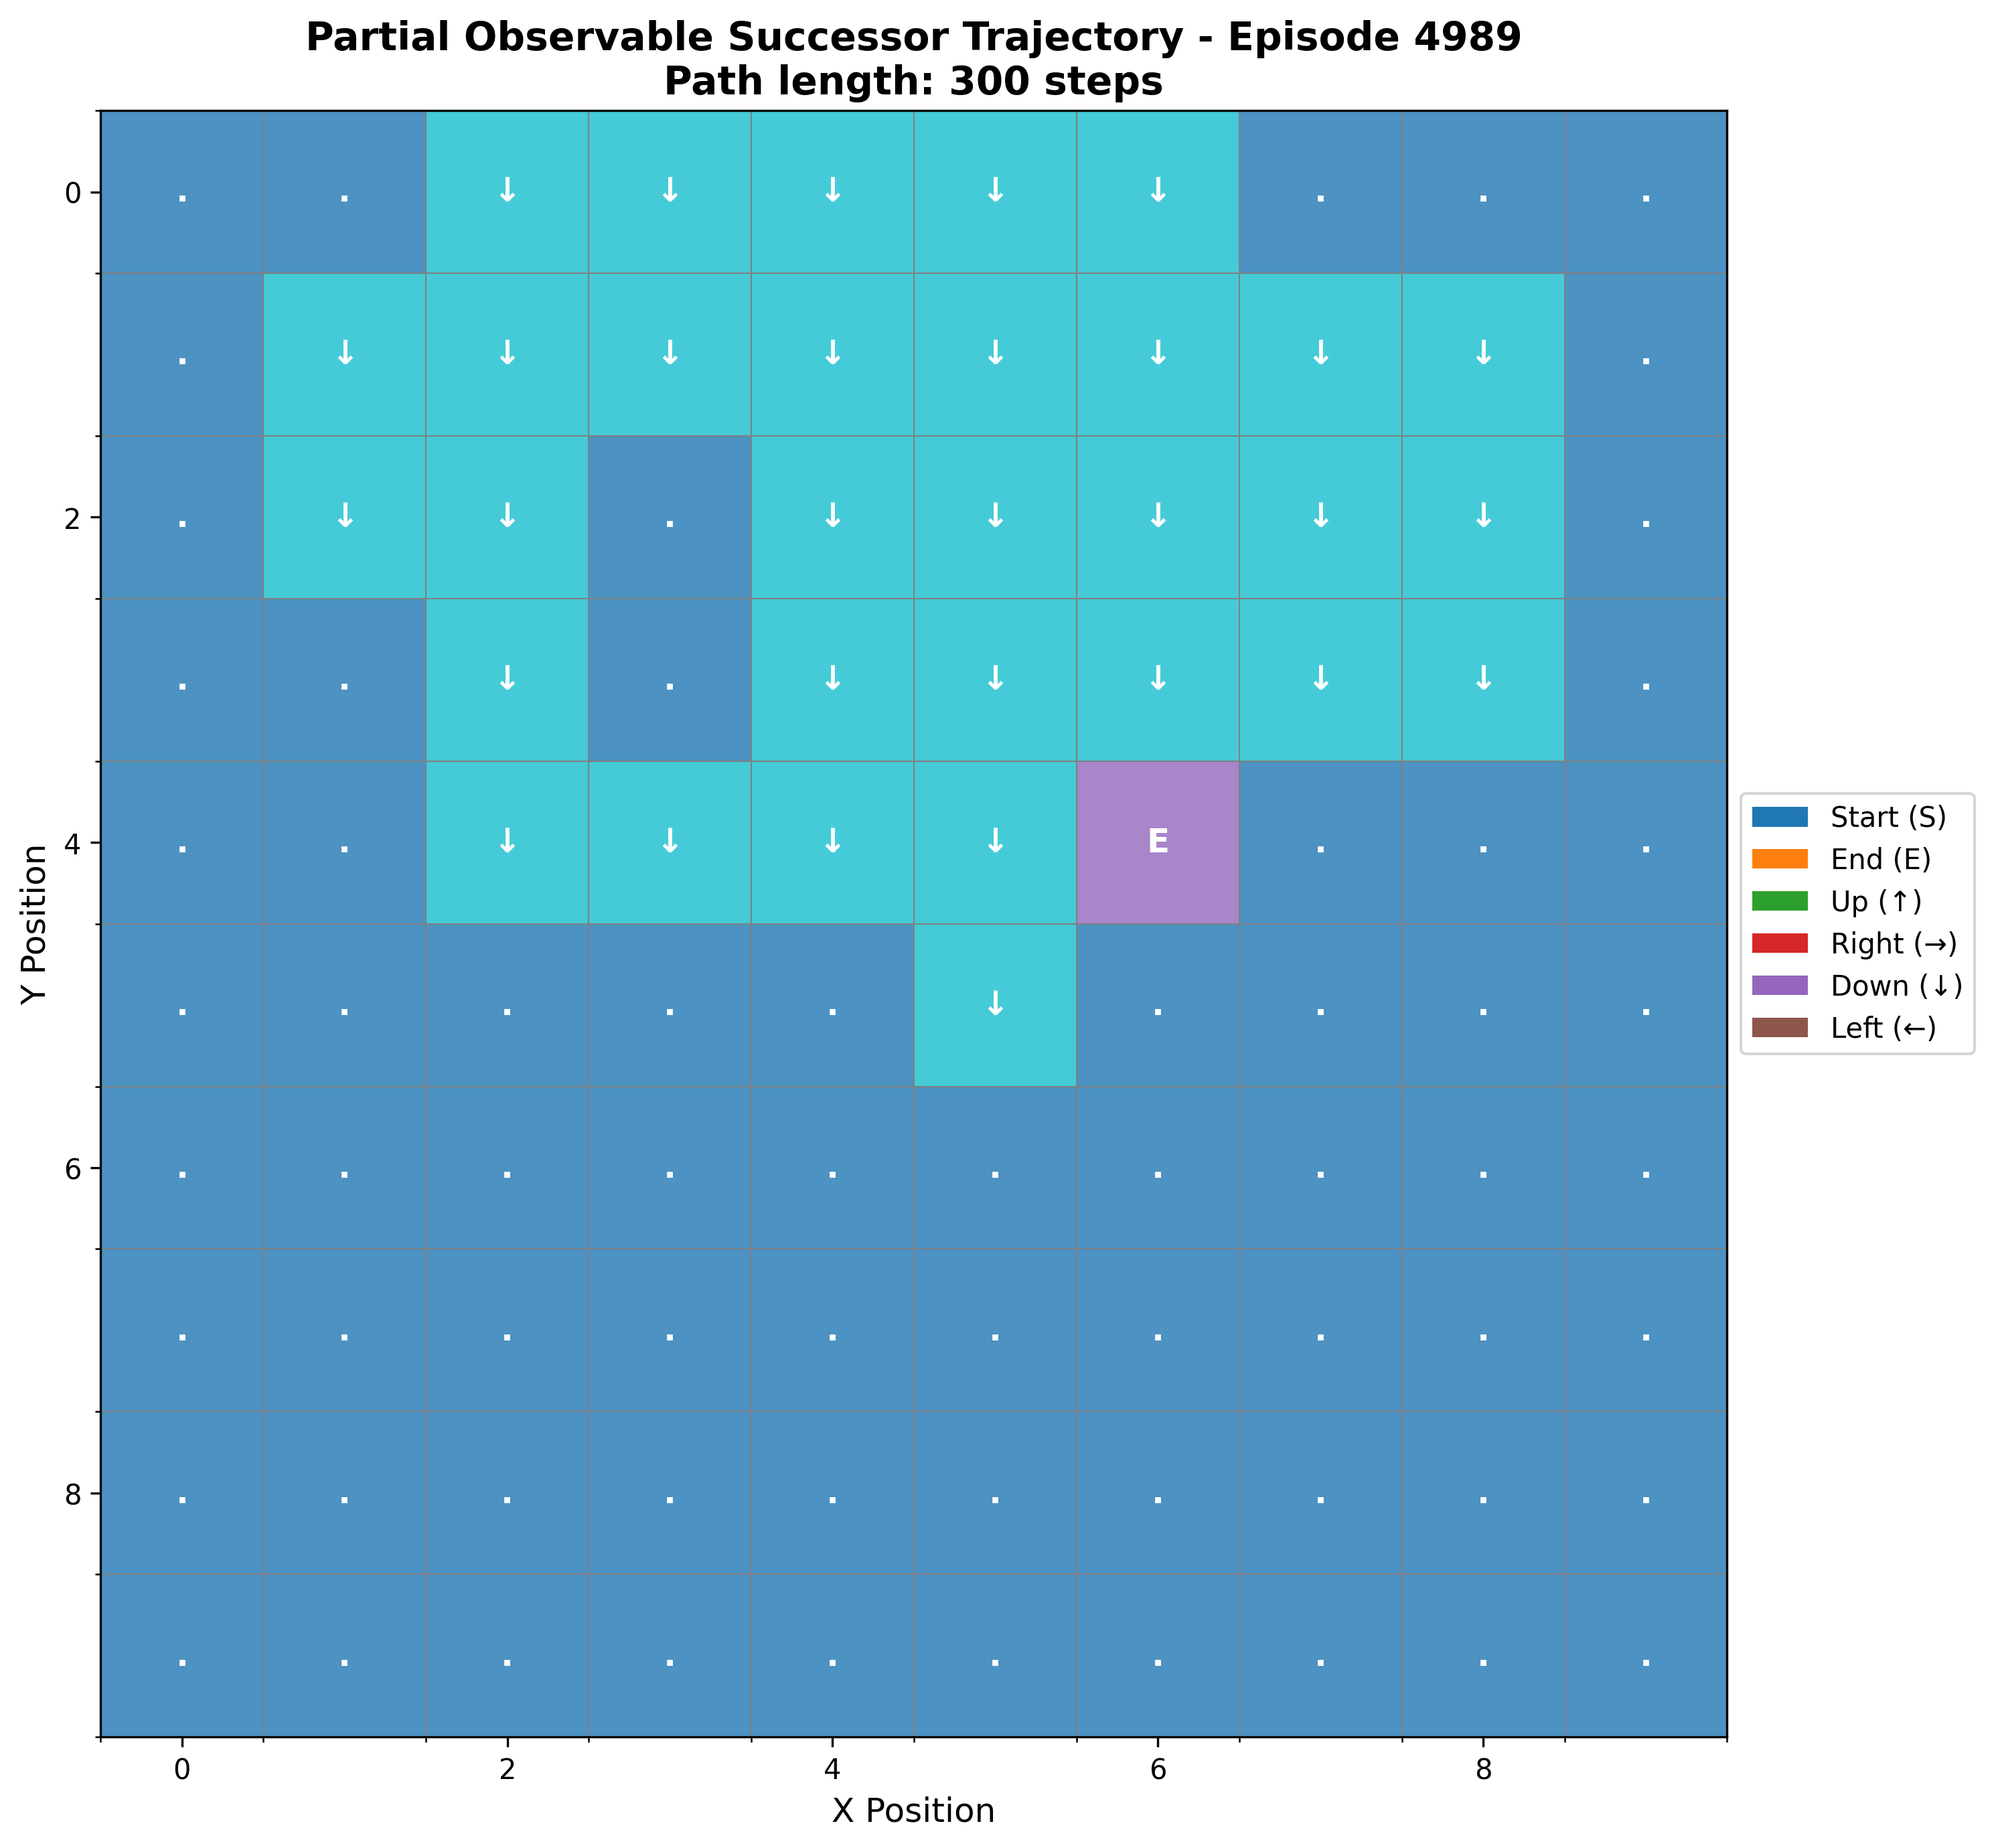 Partial Observable Successor Trajectory - Episode 4989
Path length: 300 steps
0 . . ↓ ↓ ↓ ↓ ↓ . . .
. ↓ ↓ ↓ ↓ ↓ ↓ ↓ ↓ .
2 . ↓ ↓ . ↓ ↓ ↓ ↓ ↓ .
. . ↓ . ↓ ↓ ↓ ↓ ↓ .
4 . . ↓ ↓ ↓ ↓ E . . .
. . . . . ↓ . . . .
6 . . . . . . . . . .
. . . . . . . . . .
8 . . . . . . . . . .
. . . . . . . . . .
0 2 4 6 8
X Position
Y Position
Start (S)
End (E)
Up (↑)
Right (→)
Down (↓)
Left (←)